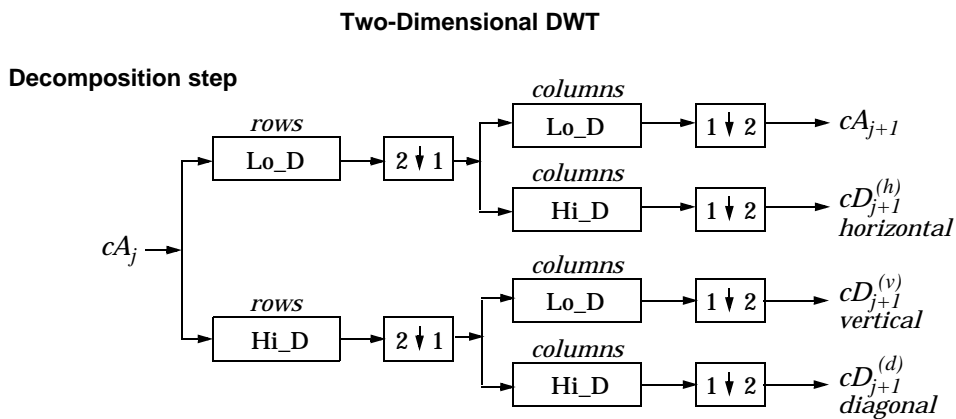 Two-Dimensional DWT
Decomposition step
columns
rows
Lo_D
1 ↓ 2
cA_{j+1}
Lo_D
2 ↓ 1
columns
Hi_D
1 ↓ 2
cD_{j+1}^{(h)}
horizontal
cA_j
columns
rows
Lo_D
1 ↓ 2
cD_{j+1}^{(v)}
vertical
Hi_D
2 ↓ 1
columns
Hi_D
1 ↓ 2
cD_{j+1}^{(d)}
diagonal